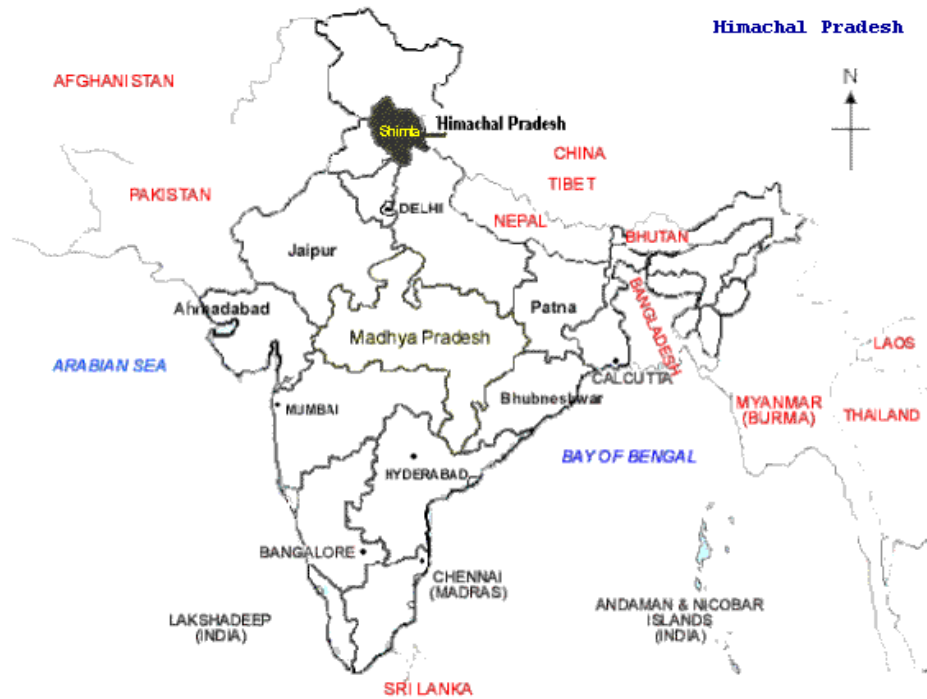 Himachal Pradesh
AFGHANISTAN
N
Shimla
Himachal Pradesh
CHINA
TIBET
PAKISTAN
DELHI
NEPAL
BHUTAN
Jaipur
BANGLADESH
Ahmadabad
Patna
Madhya Pradesh
LAOS
ARABIAN SEA
CALCUTTA
Bhubneshwar
MUMBAI
MYANMAR
(BURMA)
THAILAND
BAY OF BENGAL
HYDERABAD
BANGALORE
CHENNAI
(MADRAS)
LAKSHADEEP
(INDIA)
ANDAMAN & NICOBAR
ISLANDS
(INDIA)
SRI LANKA